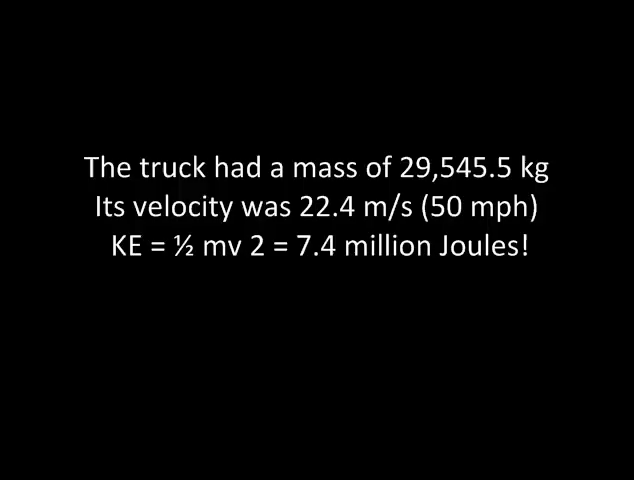 The truck had a mass of 29,545.5 kg
Its velocity was 22.4 m/s (50 mph)
KE = ½ mv 2 = 7.4 million Joules!